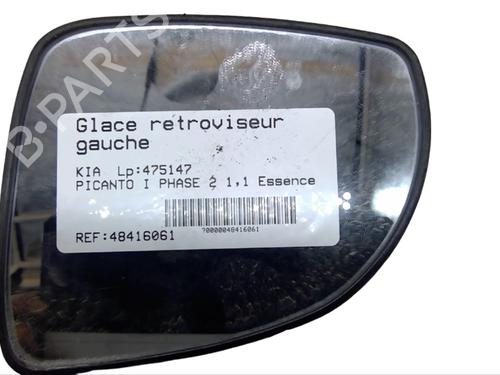 B-PARTS
Glace retroviseur
gauche
KIA Lp:475147
PICANTO I PHASE 2 1,1 Essence
70000048416061
REF:48416061